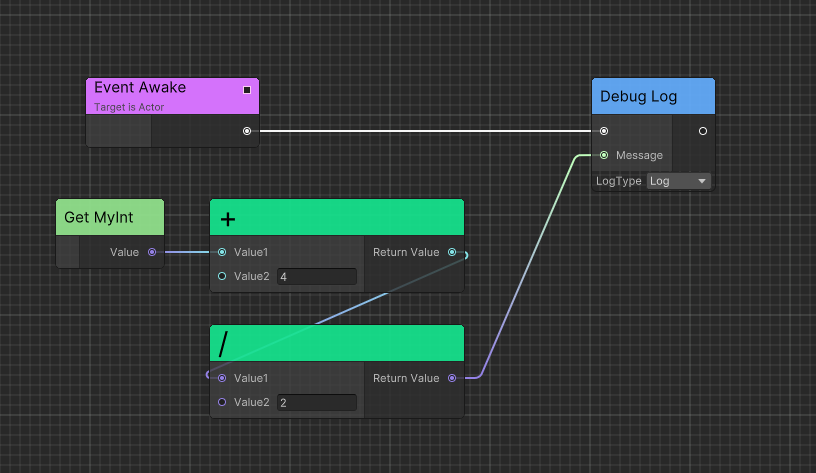 Event Awake
Target is Actor
Debug Log
Message
LogType Log
Get MyInt
Value
+
Value1 Return Value
Value2 4
/
Value1 Return Value
Value2 2